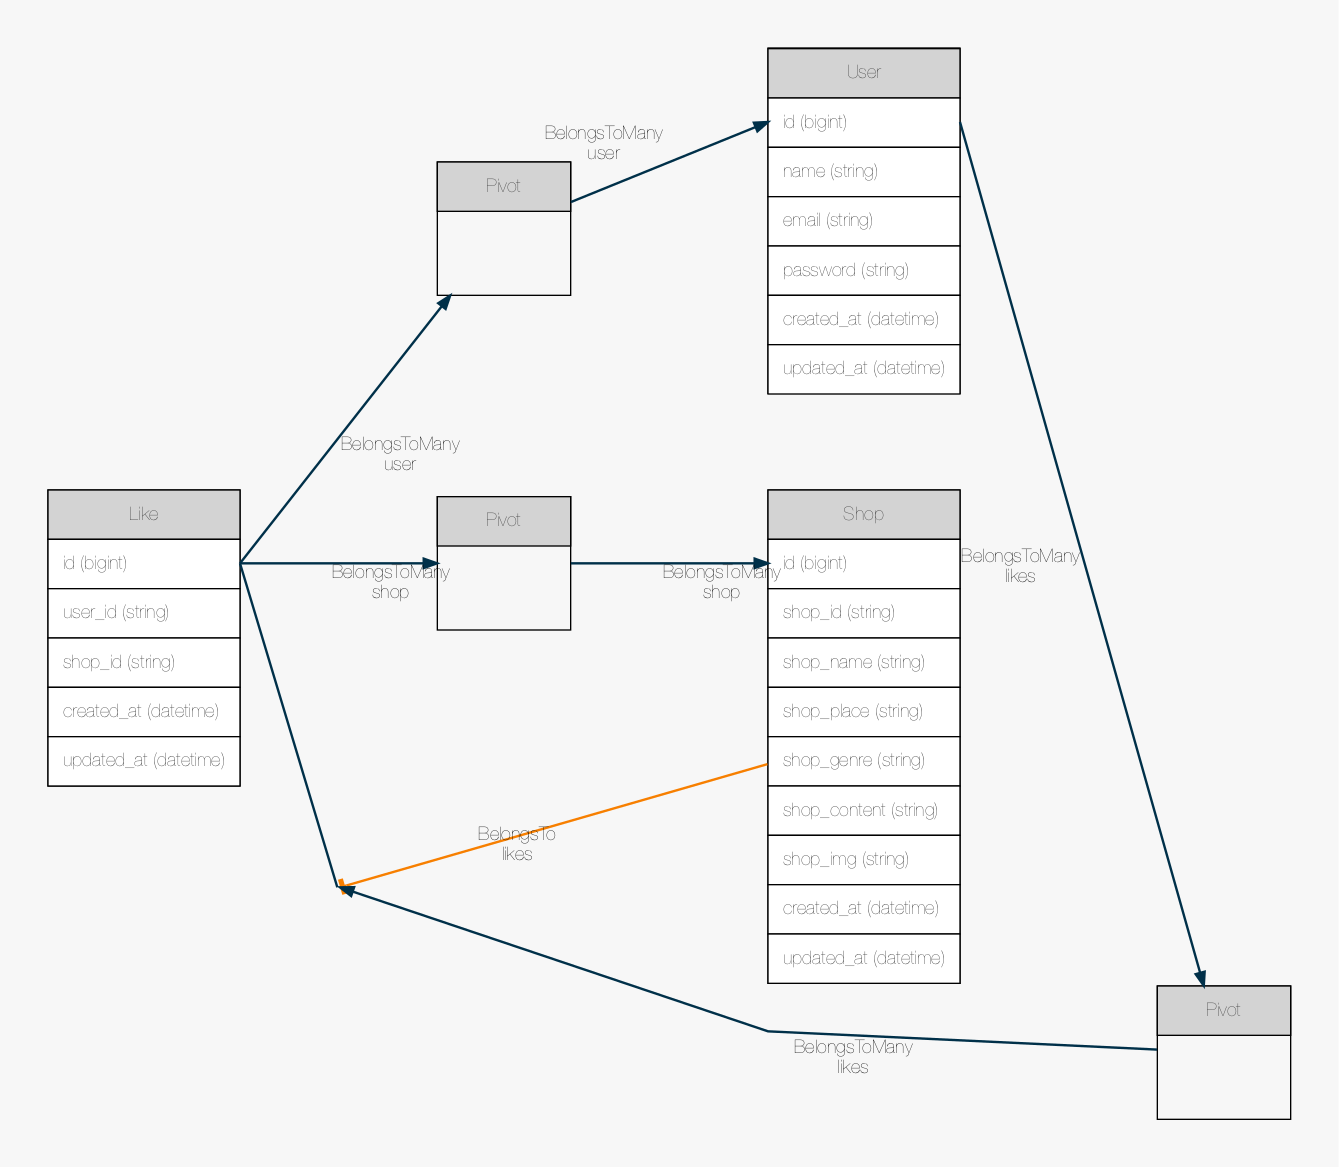 User
id (bigint)
name (string)
email (string)
password (string)
created_at (datetime)
updated_at (datetime)
BelongsToMany
user
Pivot
BelongsToMany
user
Like
id (bigint)
user_id (string)
shop_id (string)
created_at (datetime)
updated_at (datetime)
Pivot
BelongsToMany
shop
BelongsToMany
shop
Shop
id (bigint)
shop_id (string)
shop_name (string)
shop_place (string)
shop_genre (string)
shop_content (string)
shop_img (string)
created_at (datetime)
updated_at (datetime)
BelongsToMany
likes
BelongsTo
likes
Pivot
BelongsToMany
likes